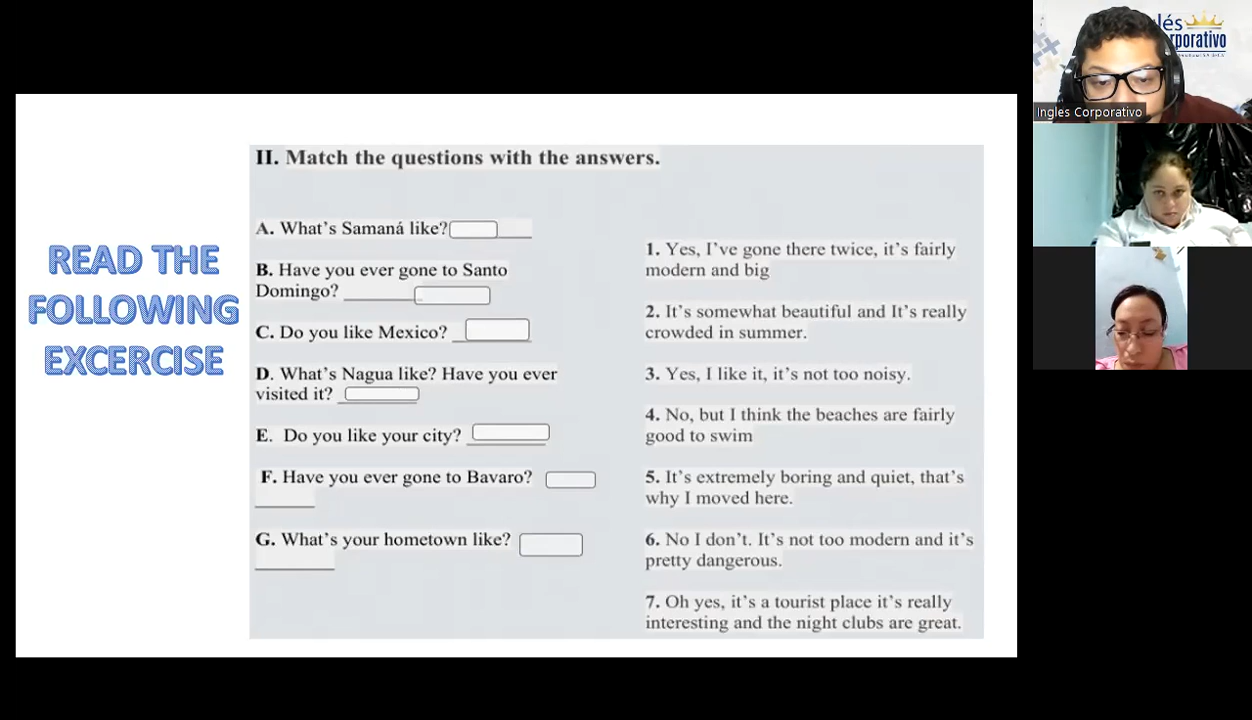 READ THE
FOLLOWING
EXCERCISE
II. Match the questions with the answers.
A. What's Samaná like?
B. Have you ever gone to Santo
Domingo?
C. Do you like Mexico?
D. What's Nagua like? Have you ever
visited it?
E. Do you like your city?
F. Have you ever gone to Bavaro?
G. What's your hometown like?
1. Yes, I've gone there twice, it's fairly
modern and big
2. It's somewhat beautiful and It's really
crowded in summer.
3. Yes, I like it, it's not too noisy.
4. No, but I think the beaches are fairly
good to swim
5. It's extremely boring and quiet, that's
why I moved here.
6. No I don't. It's not too modern and it's
pretty dangerous.
7. Oh yes, it's a tourist place it's really
interesting and the night clubs are great.
Ingles Corporativo